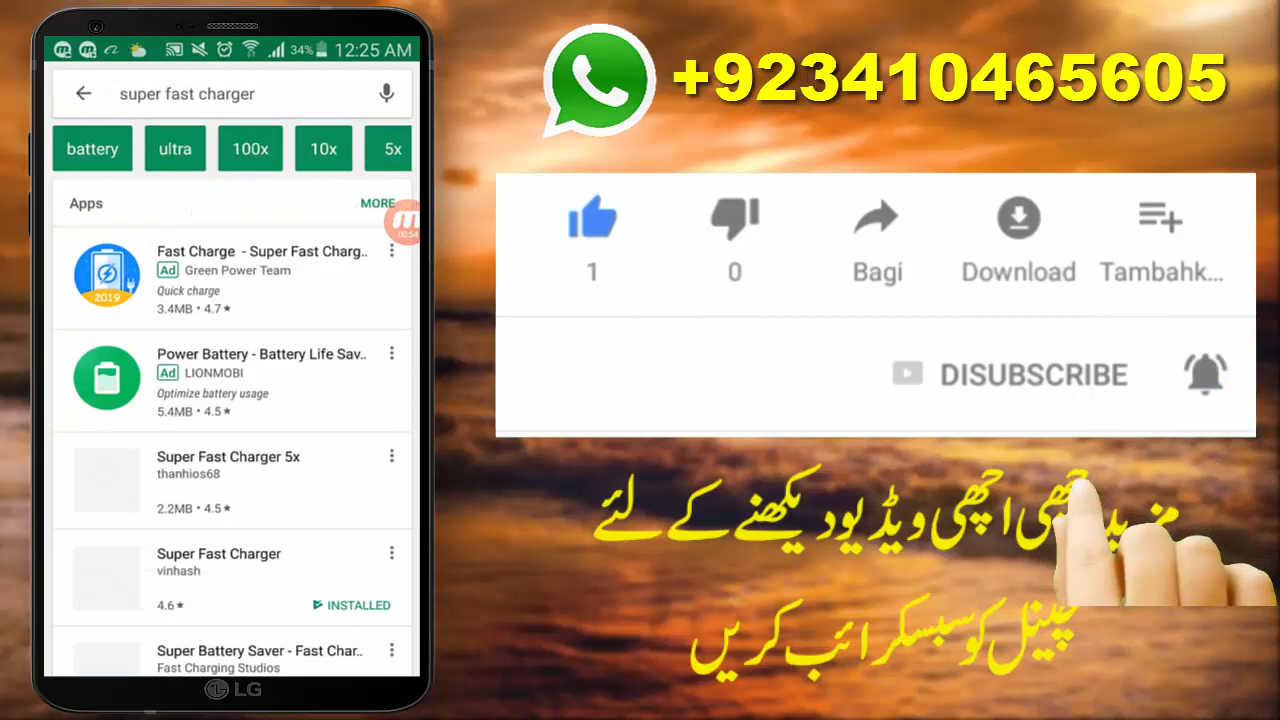 34% 12:25 AM
super fast charger
battery ultra 100x 10x 5x
Apps MORE
00:54
Fast Charge - Super Fast Charg..
Ad Green Power Team
Quick charge
2019
3.4MB • 4.7★
Power Battery - Battery Life Sav..
Ad LIONMOBI
Optimize battery usage
5.4MB • 4.5★
Super Fast Charger 5x
thanhios68
2.2MB • 4.5★
Super Fast Charger
vinhash
4.6★ INSTALLED
Super Battery Saver - Fast Char..
Fast Charging Studios
LG
+923410465605
1 0 Bagi Download Tambahk...
DISUBSCRIBE
اچھی ویڈیو دیکھنے کے لئے
چینل کو سبسکرائب کریں